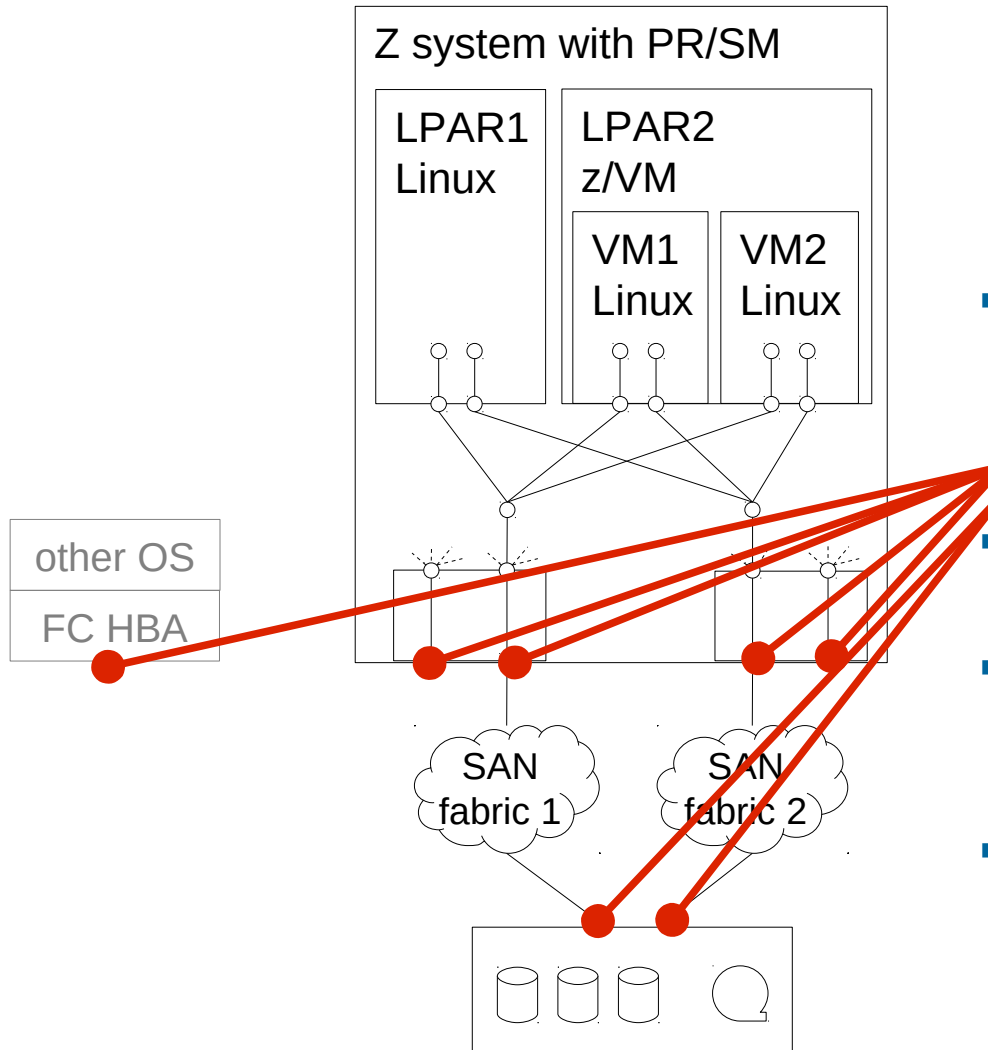 Z system with PR/SM
LPAR1
Linux
LPAR2
z/VM
VM1
Linux
VM2
Linux
other OS
FC HBA
SAN
fabric 1
SAN
fabric 2